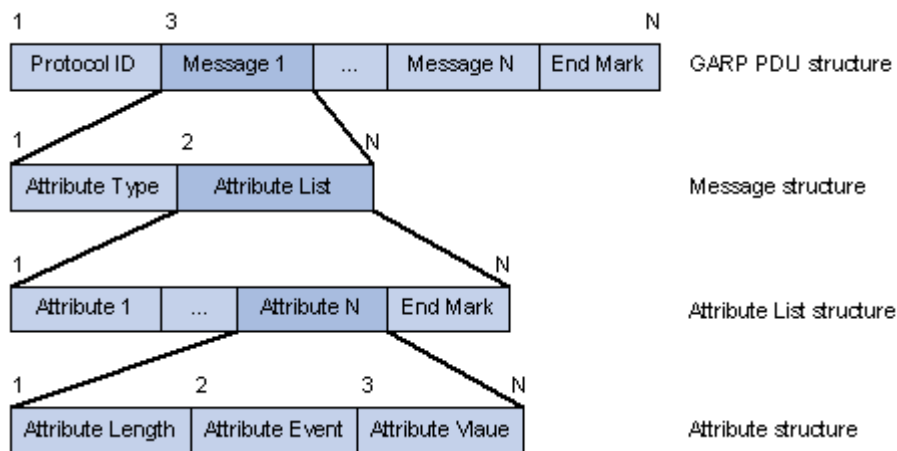 1 3 N
Protocol ID Message 1 ... Message N End Mark GARP PDU structure
1 2 N
Attribute Type Attribute List Message structure
1 N
Attribute 1 ... Attribute N End Mark Attribute List structure
1 2 3 N
Attribute Length Attribute Event Attribute Vlaue Attribute structure